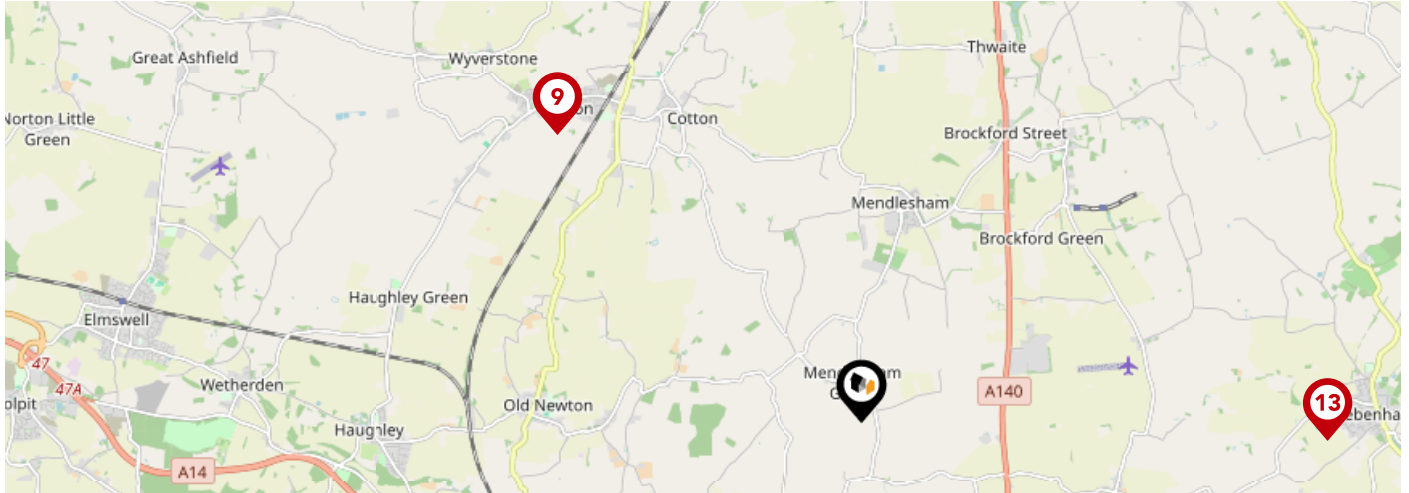 Great Ashfield
Wyverstone
Thwaite
9
Cotton
Norton Little
Green
Brockford Street
Mendlesham
Brockford Green
Haughley Green
Elmswell
47
47A
Wetherden
A140
Old Newton
13
Haughley
A14